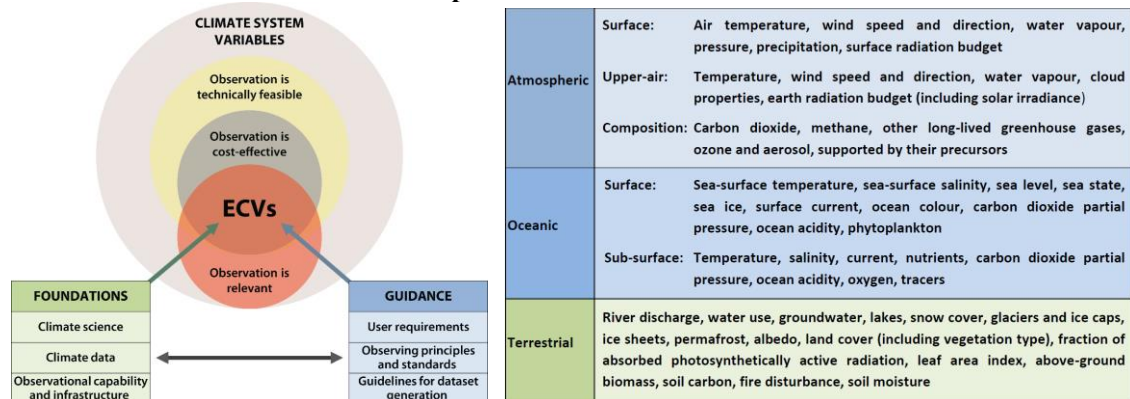 CLIMATE SYSTEM
VARIABLES
Observation is
technically feasible
Observation is
cost-effective
ECVs
Observation is
relevant
FOUNDATIONS
Climate science
Climate data
Observational capability
and infrastructure
GUIDANCE
User requirements
Observing principles
and standards
Guidelines for dataset
generation
Atmospheric
Surface: Air temperature, wind speed and direction, water vapour,
pressure, precipitation, surface radiation budget
Upper-air: Temperature, wind speed and direction, water vapour, cloud
properties, earth radiation budget (including solar irradiance)
Composition: Carbon dioxide, methane, other long-lived greenhouse gases,
ozone and aerosol, supported by their precursors
Oceanic
Surface: Sea-surface temperature, sea-surface salinity, sea level, sea state,
sea ice, surface current, ocean colour, carbon dioxide partial
pressure, ocean acidity, phytoplankton
Sub-surface: Temperature, salinity, current, nutrients, carbon dioxide partial
pressure, ocean acidity, oxygen, tracers
Terrestrial
River discharge, water use, groundwater, lakes, snow cover, glaciers and ice caps,
ice sheets, permafrost, albedo, land cover (including vegetation type), fraction of
absorbed photosynthetically active radiation, leaf area index, above-ground
biomass, soil carbon, fire disturbance, soil moisture